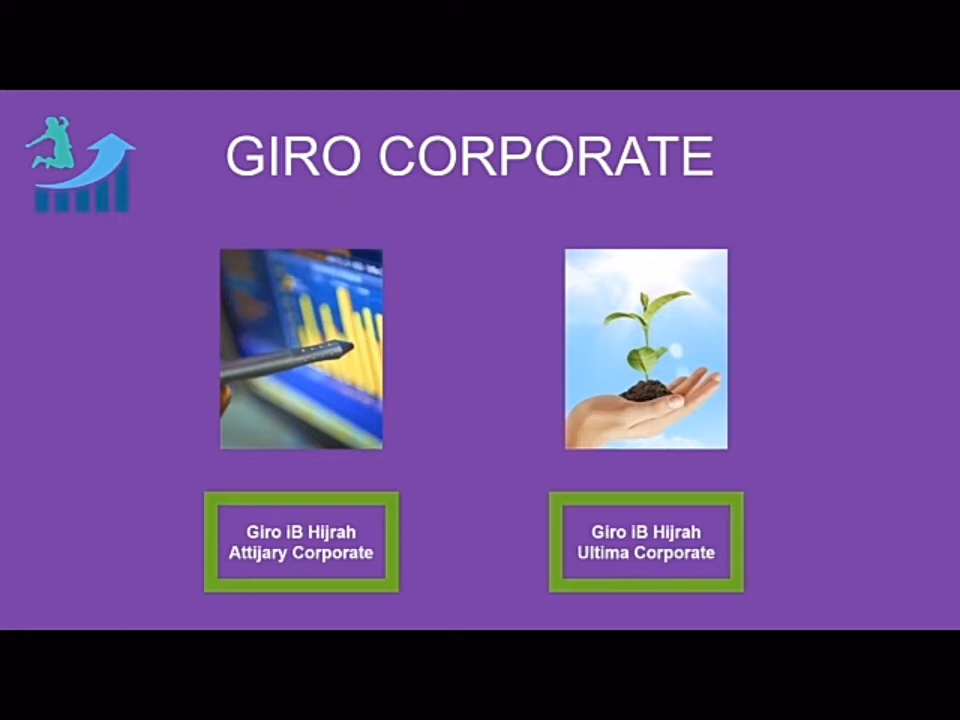 GIRO CORPORATE
Giro iB Hijrah
Attijary Corporate
Giro iB Hijrah
Ultima Corporate